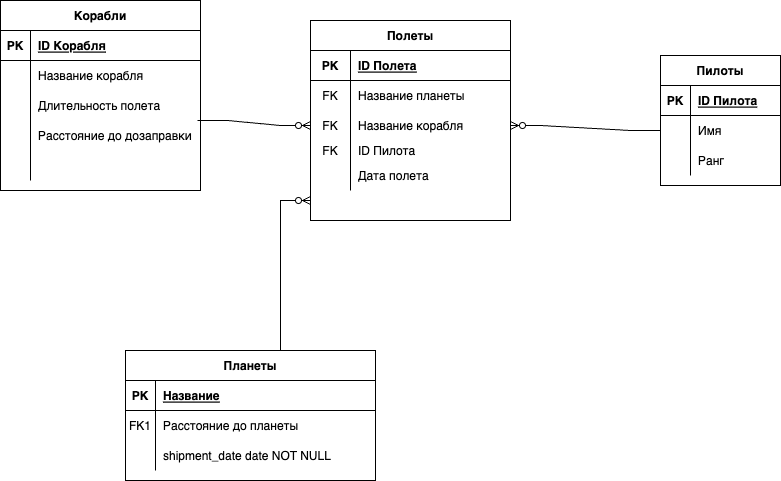 Корабли
PK ID Корабля
Название корабля
Длительность полета
Расстояние до дозаправки
Полеты
PK ID Полета
FK Название планеты
FK Название корабля
FK ID Пилота
Дата полета
Пилоты
PK ID Пилота
Имя
Ранг
Планеты
PK Название
FK1 Расстояние до планеты
shipment_date date NOT NULL